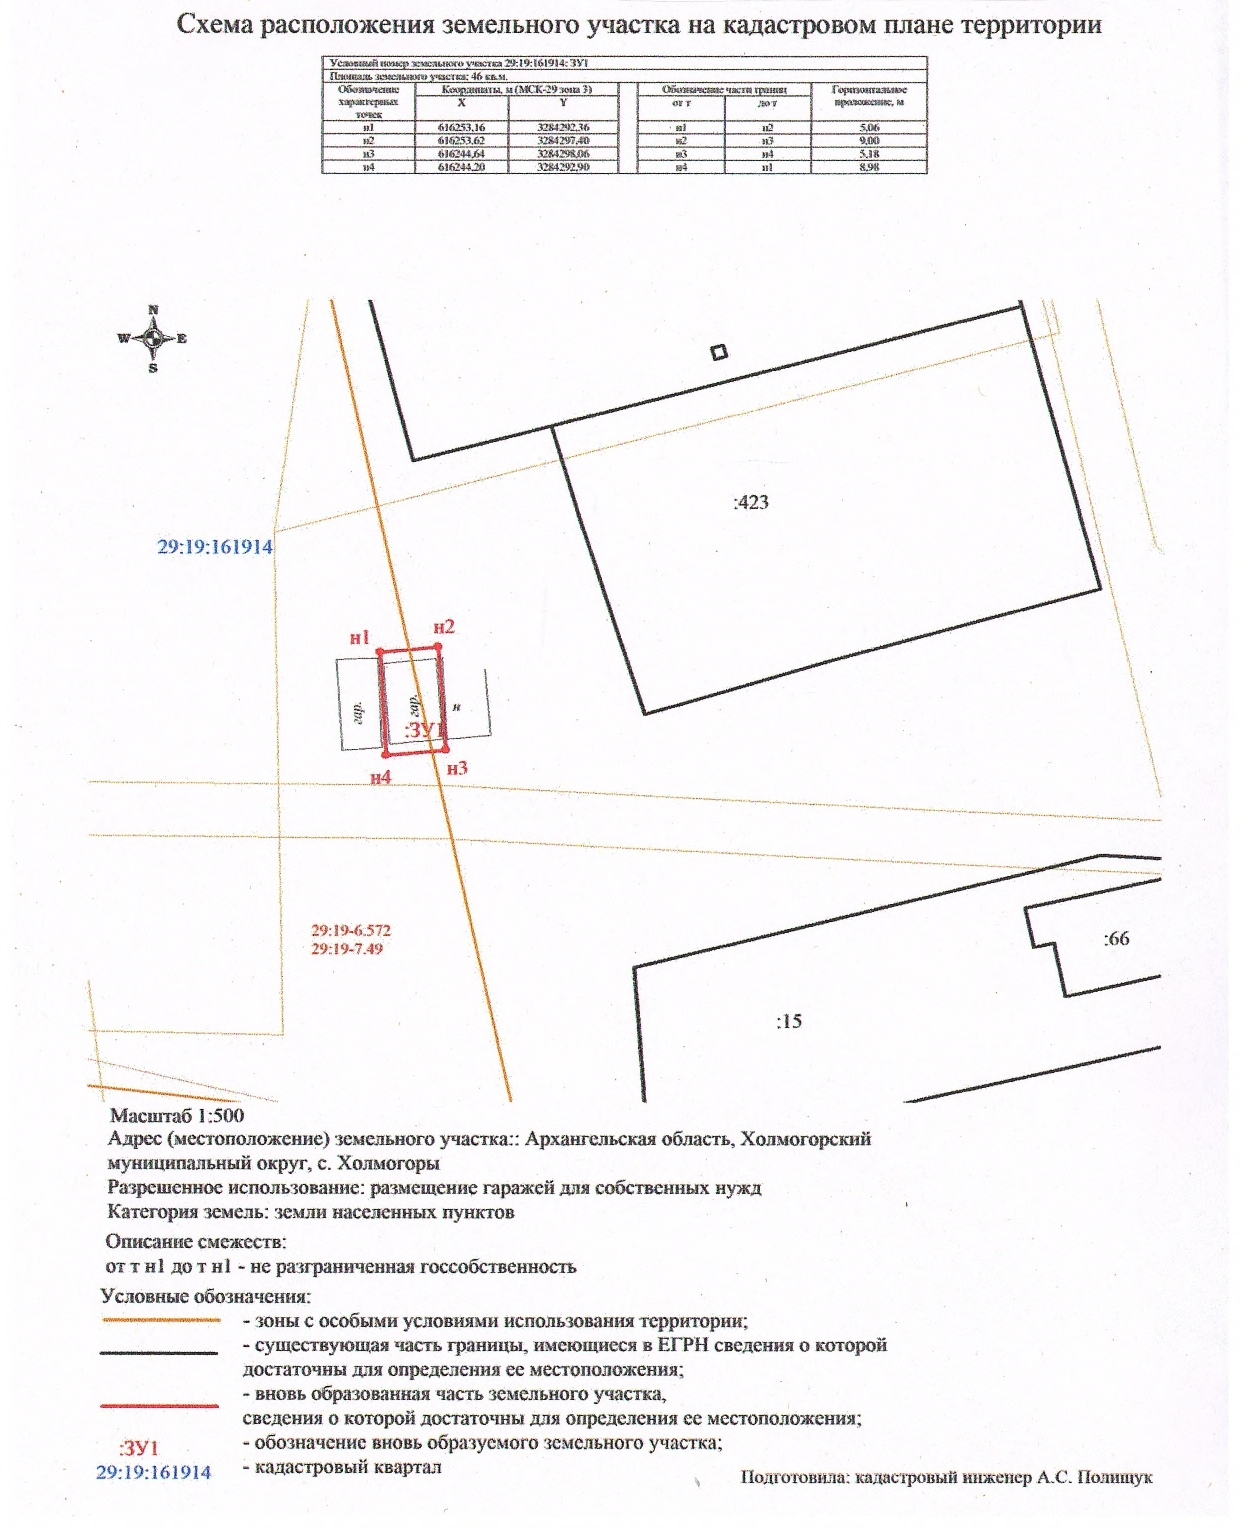 Схема расположения земельного участка на кадастровом плане территории
Условный номер земельного участка 29:19:161914: ЗУ1
Площадь земельного участка: 46 кв.м.
Обозначение характерных точек Координаты, м (МСК-29 зона 3) Обозначение части границ Горизонтальное проложение, м
X Y от т до т
н1 616253,16 3284292,36 н1 н2 5,06
н2 616253,62 3284297,40 н2 н3 9,00
н3 616244,64 3284298,06 н3 н4 5,18
н4 616244,20 3284292,90 н4 н1 8,98
N
W E
S
:423
29:19:161914
н1
н2
гар.
гар.
н
:ЗУ1
н4
н3
29:19-6.572
29:19-7.49
:66
:15
Масштаб 1:500
Адрес (местоположение) земельного участка:: Архангельская область, Холмогорский
муниципальный округ, с. Холмогоры
Разрешенное использование: размещение гаражей для собственных нужд
Категория земель: земли населенных пунктов
Описание смежеств:
от т н1 до т н1 - не разграниченная госсобственность
Условные обозначения:
- зоны с особыми условиями использования территории;
- существующая часть границы, имеющиеся в ЕГРН сведения о которой
достаточны для определения ее местоположения;
- вновь образованная часть земельного участка,
сведения о которой достаточны для определения ее местоположения;
:ЗУ1 - обозначение вновь образуемого земельного участка;
29:19:161914 - кадастровый квартал
Подготовила: кадастровый инженер А.С. Полищук